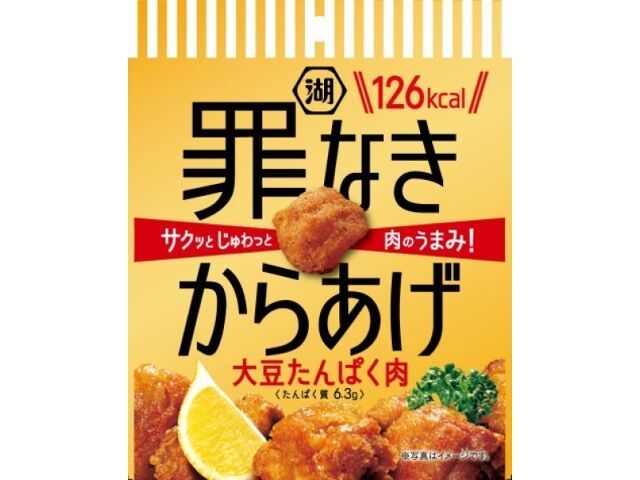 湖
126kcal
罪なき
サクッとじゅわっと 肉のうまみ!
からあげ
大豆たんぱく肉
〈たんぱく質 6.3g〉
※写真はイメージです。